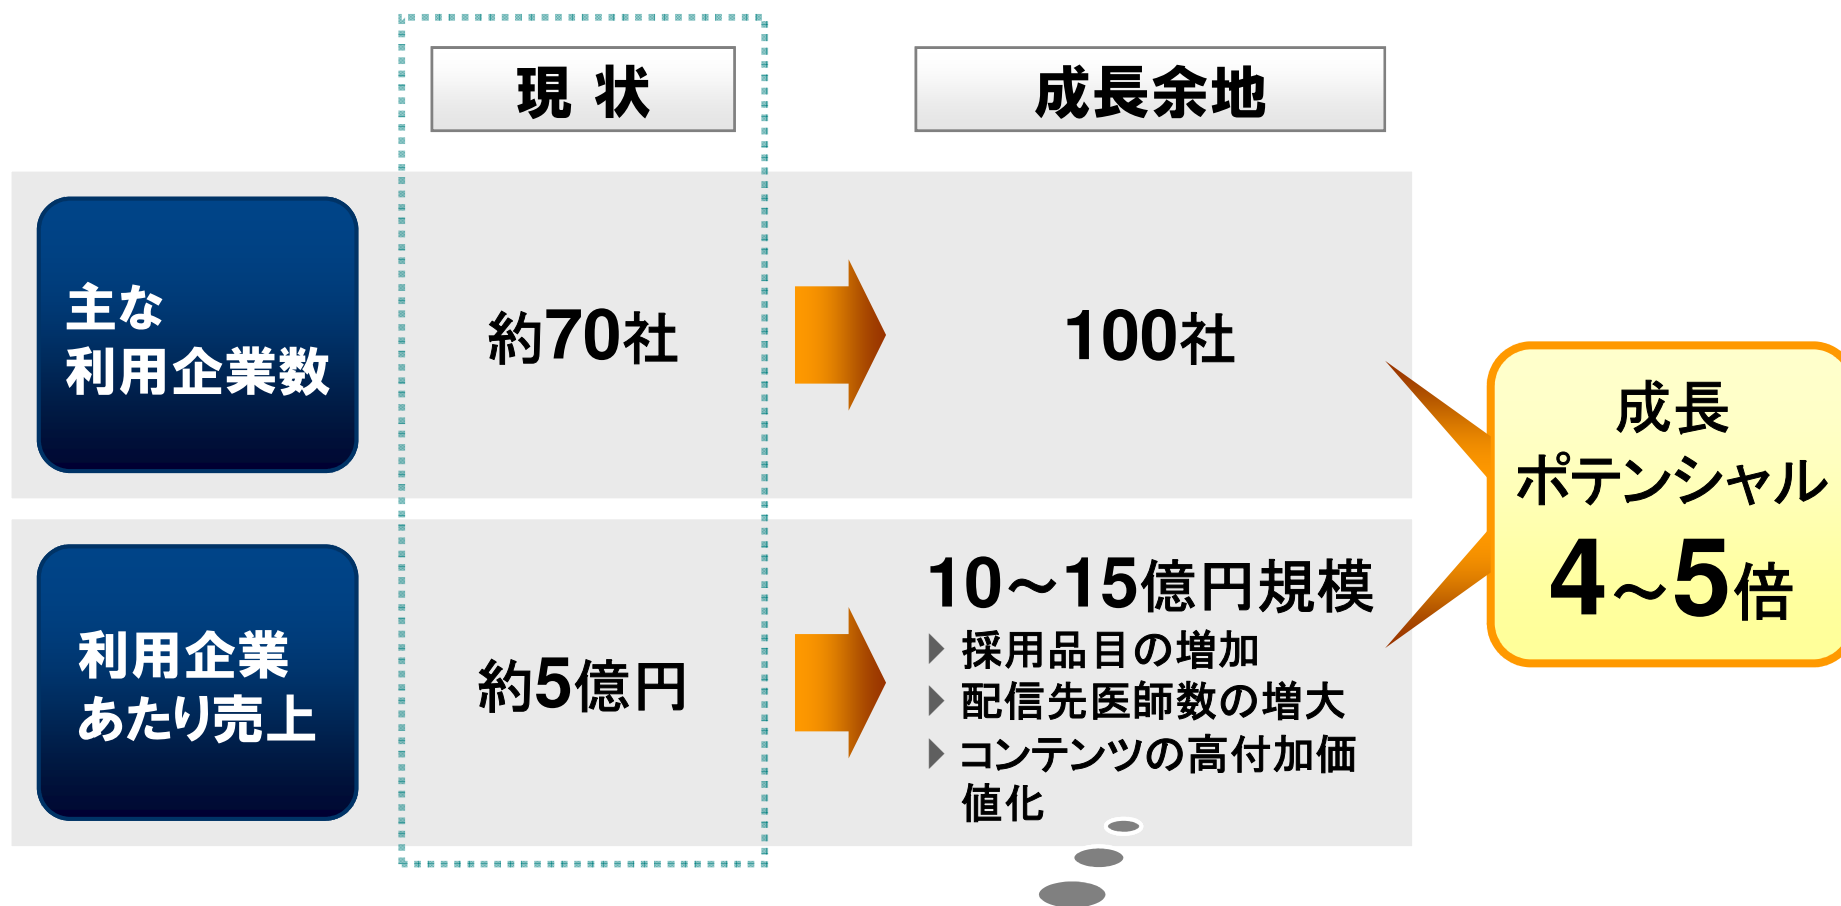 現 状
成長余地
主な
利用企業数
約70社
100社
利用企業
あたり売上
約5億円
10～15億円規模
採用品目の増加
配信先医師数の増大
コンテンツの高付加価
値化
成長
ポテンシャル
4～5倍